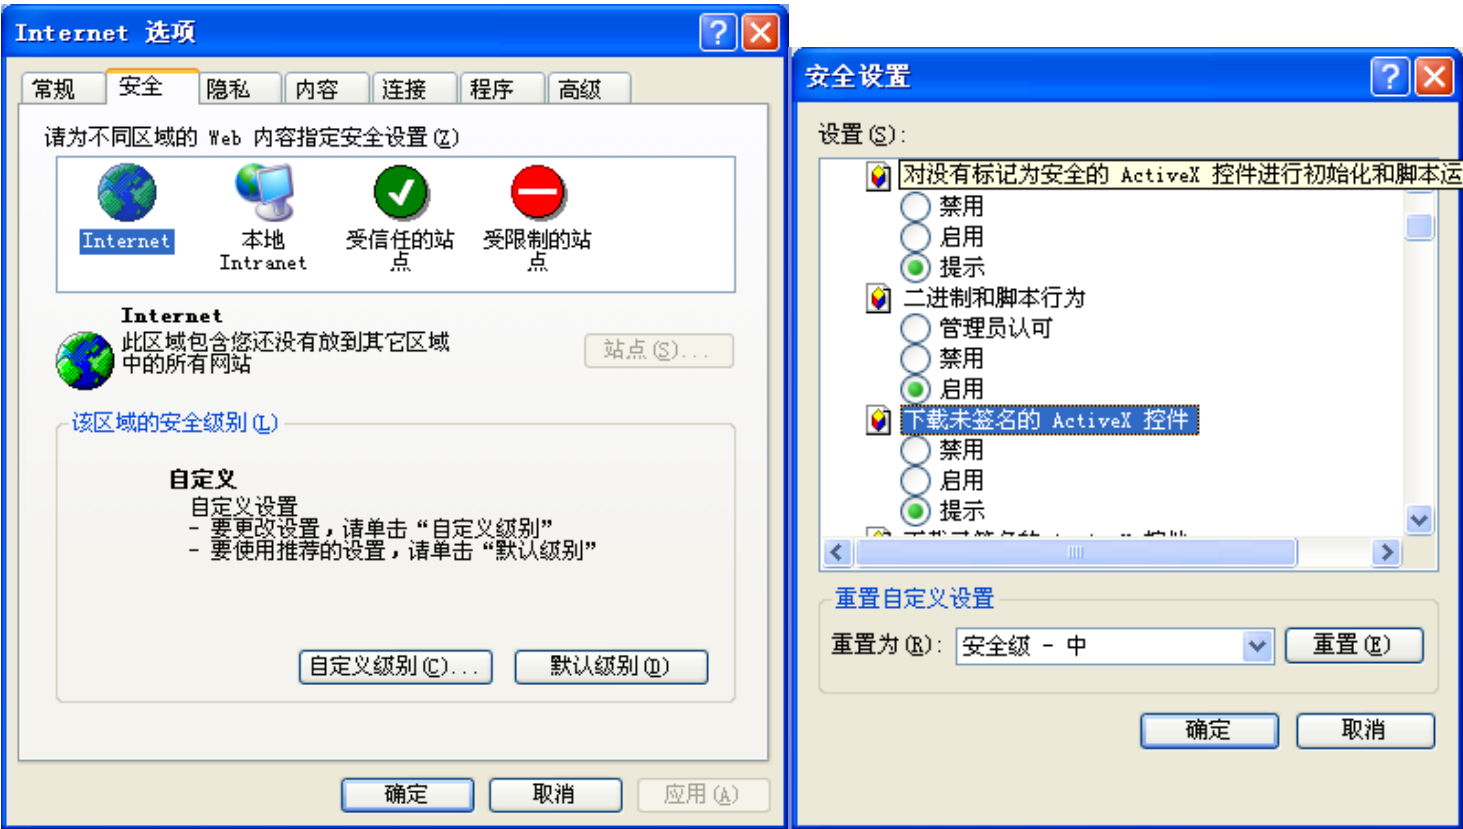 Internet 选项
常规 安全 隐私 内容 连接 程序 高级
请为不同区域的 Web 内容指定安全设置(Z)
Internet
本地
Intranet
受信任的站
点
受限制的站
点
Internet
此区域包含您还没有放到其它区域
中的所有网站
站点(S)...
该区域的安全级别(L)
自定义
自定义设置
- 要更改设置，请单击“自定义级别”
- 要使用推荐的设置，请单击“默认级别”
自定义级别(C)... 默认级别(D)
确定 取消 应用(A)
安全设置
设置(S):
对没有标记为安全的 ActiveX 控件进行初始化和脚本运
禁用
启用
提示
二进制和脚本行为
管理员认可
禁用
启用
下载未签名的 ActiveX 控件
禁用
启用
提示
重置自定义设置
重置为(R): 安全级 - 中 重置(E)
确定 取消